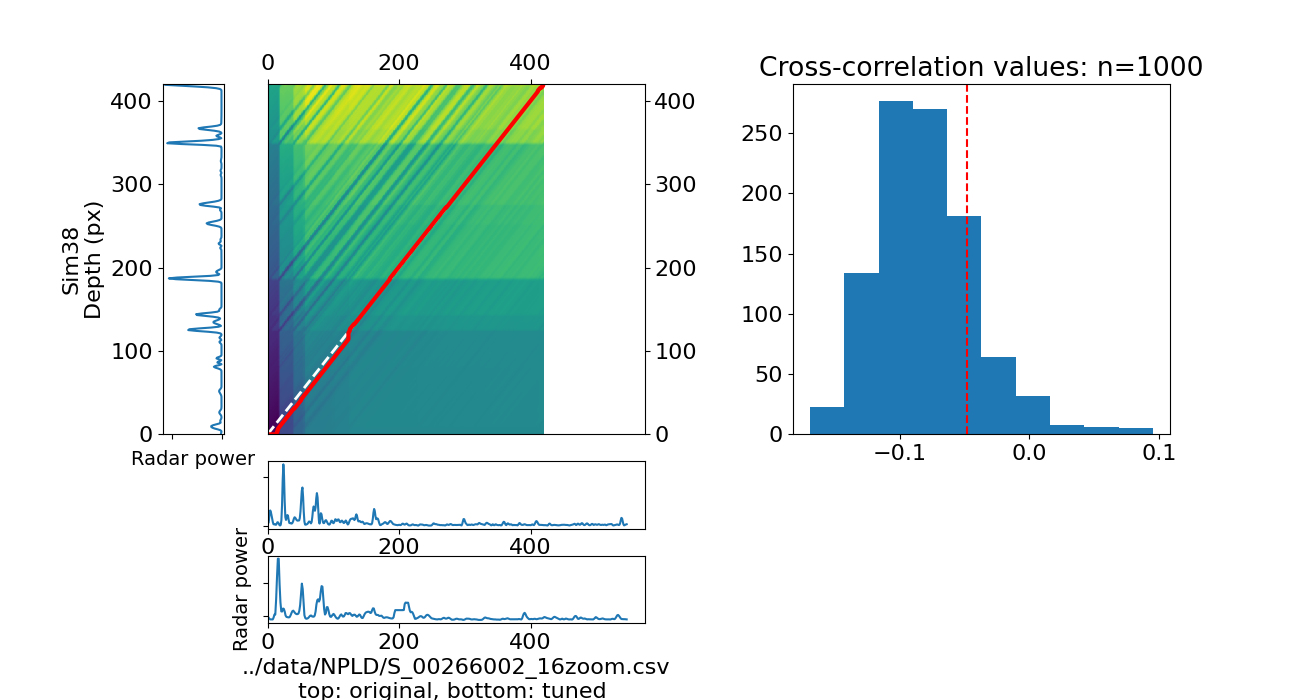 Cross-correlation values: n=1000
0 200 400
400
300
200
100
0
Sim38
Depth (px)
Radar power
400
300
200
100
0
250
200
150
100
50
0
−0.1 0.0 0.1
0 200 400
Radar power
0 200 400
../data/NPLD/S_00266002_16zoom.csv
top: original, bottom: tuned